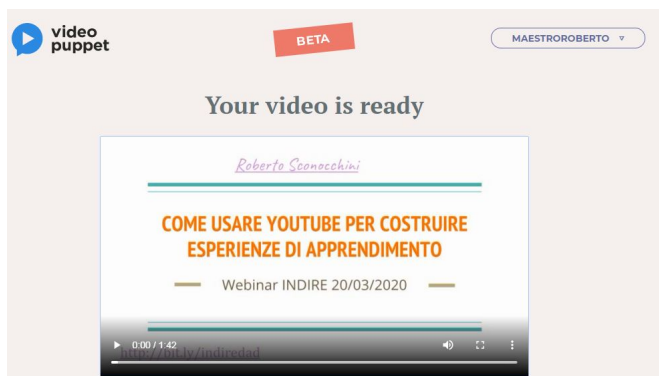 video
puppet
BETA
MAESTROROBERTO
Your video is ready
Roberto Sconocchini
COME USARE YOUTUBE PER COSTRUIRE
ESPERIENZE DI APPRENDIMENTO
Webinar INDIRE 20/03/2020
0:00 / 1:42
http://bit.ly/indiredad